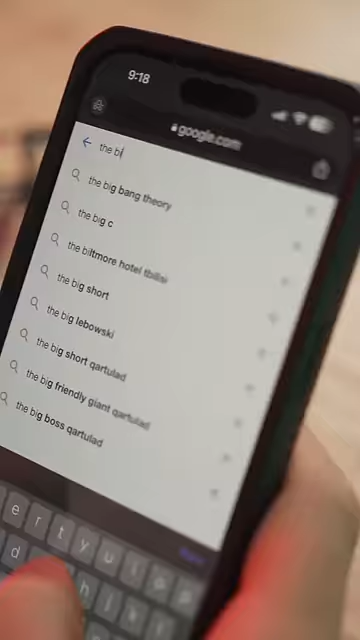 9:18
google.com
the bi
the big bang theory
the big c
the biltmore hotel tbilisi
the big short
the big lebowski
the big short qartulad
the big friendly giant qartulad
the big boss qartulad
e r t y u i o p
d h j k l